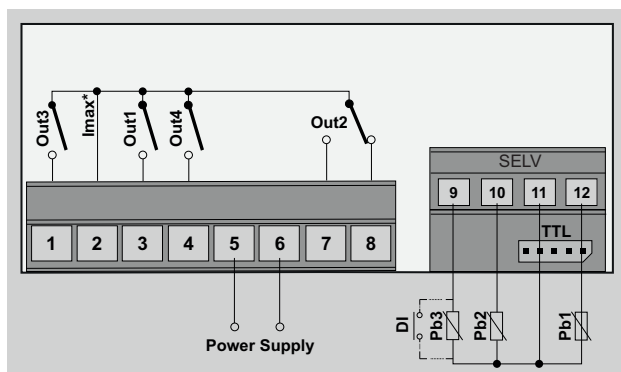 Out3
Imax*
Out1
Out4
Out2
SELV
9 10 11 12
1 2 3 4 5 6 7 8
TTL
DI
Pb3
Pb2
Pb1
Power Supply